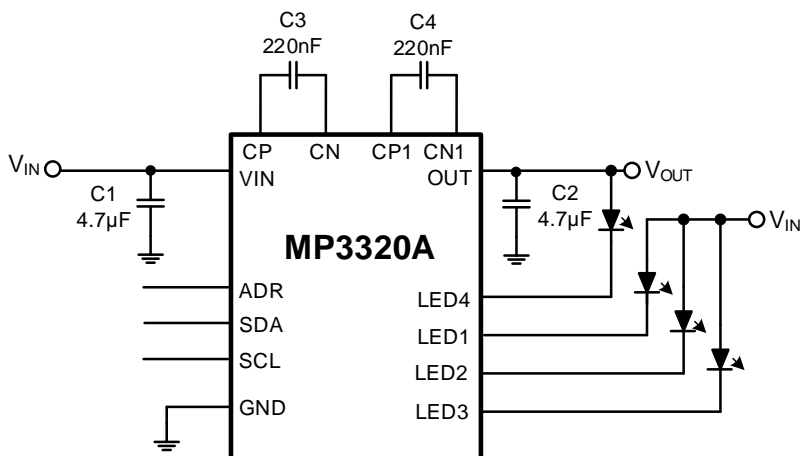 C3
220nF
C4
220nF
CP
CN
CP1
CN1
VIN
VIN
OUT
VOUT
C1
4.7µF
C2
4.7µF
VIN
MP3320A
ADR
LED4
SDA
LED1
SCL
LED2
GND
LED3